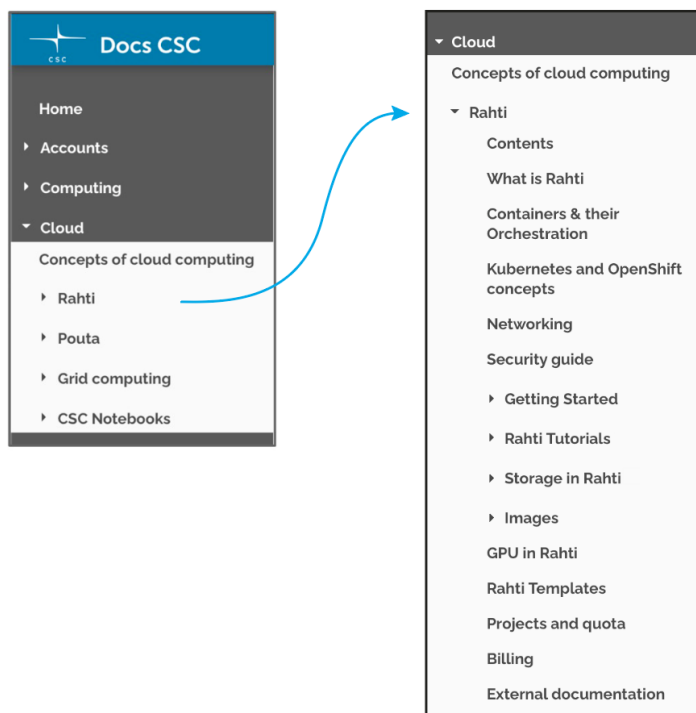 CSC
Docs CSC
Home
Accounts
Computing
Cloud
Concepts of cloud computing
Rahti
Pouta
Grid computing
CSC Notebooks
Cloud
Concepts of cloud computing
Rahti
Contents
What is Rahti
Containers & their
Orchestration
Kubernetes and OpenShift
concepts
Networking
Security guide
Getting Started
Rahti Tutorials
Storage in Rahti
Images
GPU in Rahti
Rahti Templates
Projects and quota
Billing
External documentation